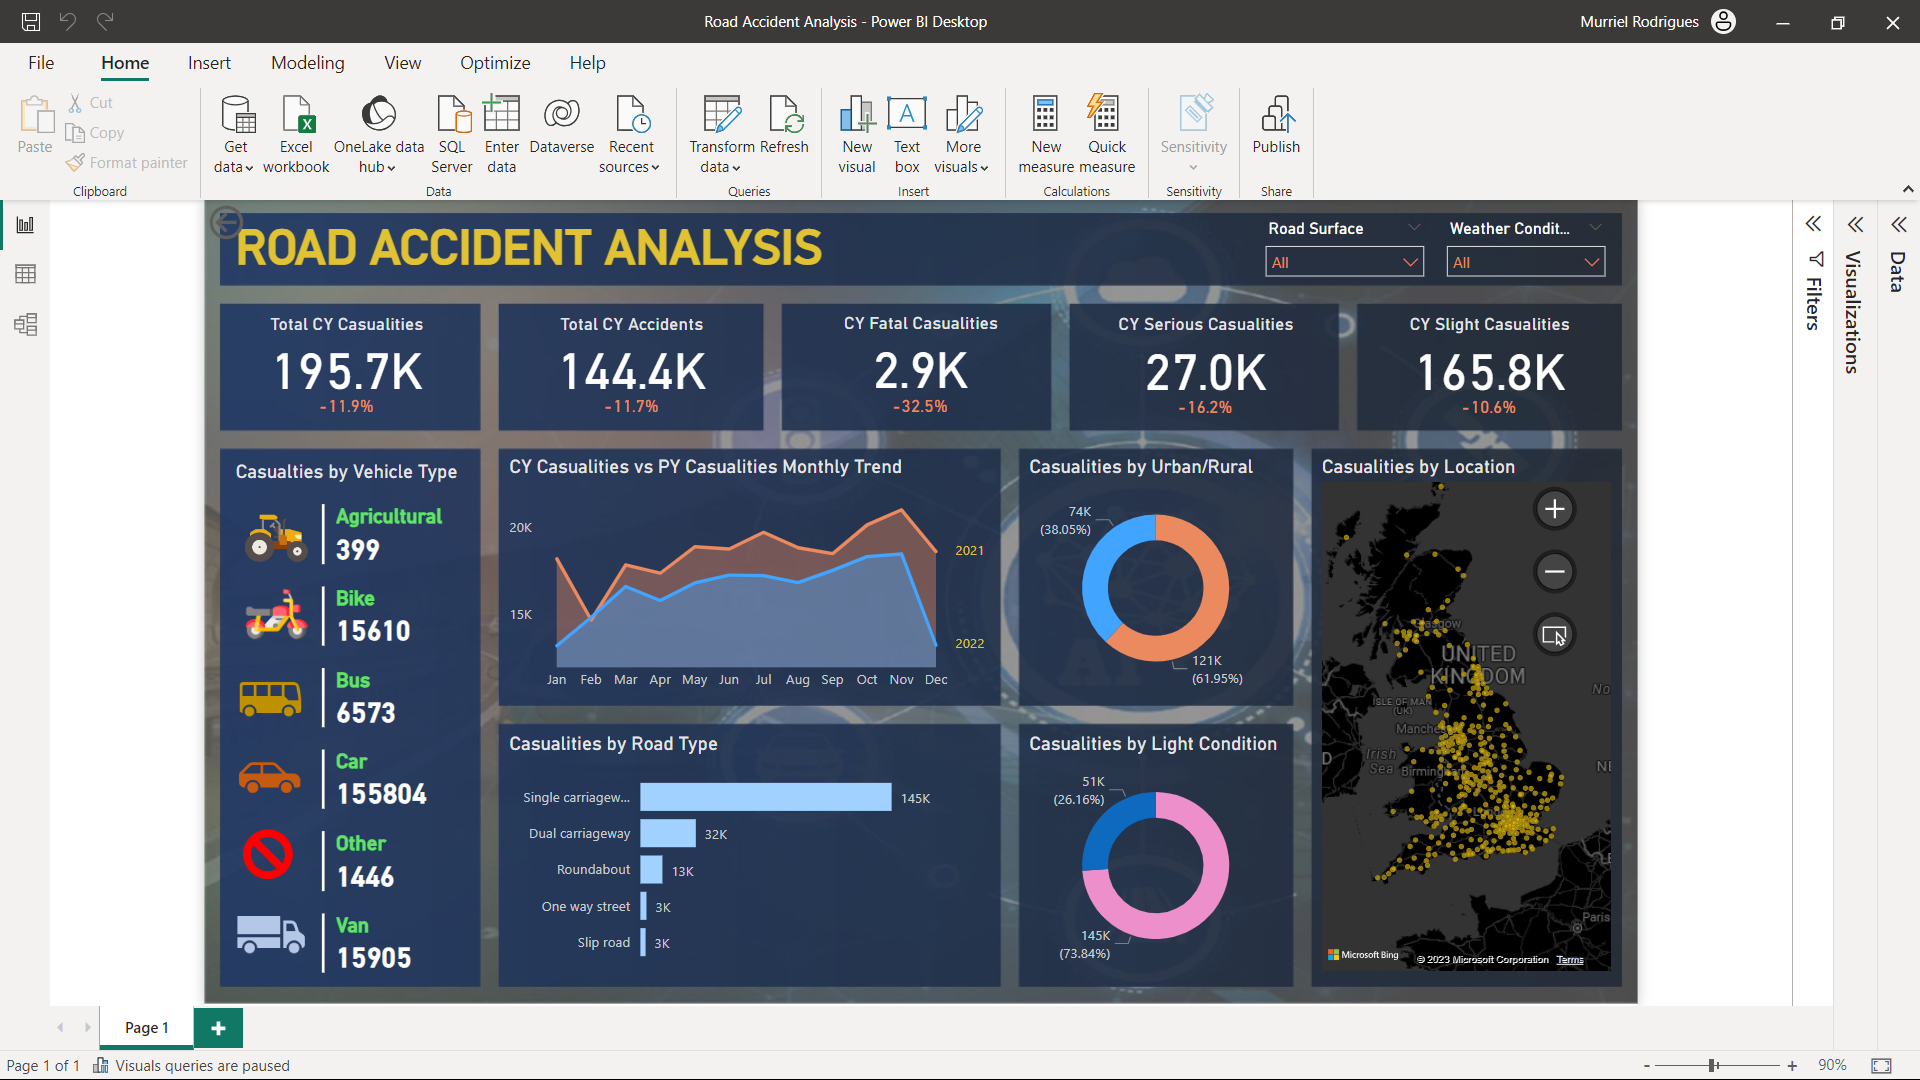 Road Accident Analysis - Power BI Desktop
Murriel Rodrigues
File
Home
Insert
Modeling
View
Optimize
Help
Paste
Cut
Copy
Format painter
Clipboard
Get
data
Excel
workbook
OneLake data
hub
SQL
Server
Enter
data
Dataverse
Recent
sources
Data
Transform
data
Refresh
Queries
New
visual
Text
box
More
visuals
Insert
New
measure
Quick
measure
Calculations
Sensitivity
Sensitivity
Publish
Share
ROAD ACCIDENT ANALYSIS
Road Surface
All
Weather Condit...
All
Filters
Visualizations
Data
Total CY Casualities
195.7K
-11.9%
Total CY Accidents
144.4K
-11.7%
CY Fatal Casualities
2.9K
-32.5%
CY Serious Casualities
27.0K
-16.2%
CY Slight Casualities
165.8K
-10.6%
Casualties by Vehicle Type
Agricultural
399
Bike
15610
Bus
6573
Car
155804
Other
1446
Van
15905
CY Casualities vs PY Casualities Monthly Trend
20K
15K
2021
2022
Jan Feb Mar Apr May Jun Jul Aug Sep Oct Nov Dec
Casualities by Road Type
Single carriagew... 145K
Dual carriageway 32K
Roundabout 13K
One way street 3K
Slip road 3K
Casualities by Urban/Rural
74K
(38.05%)
121K
(61.95%)
Casualities by Light Condition
51K
(26.16%)
145K
(73.84%)
Casualities by Location
Glasgow
UNITED
KINGDOM
No
ISLE OF MAN
(UK)
Manche
Irish
Sea
Birming
D
NE
Paris
Microsoft Bing
© 2023 Microsoft Corporation Terms
Page 1
+
Page 1 of 1
Visuals queries are paused
- + 90%